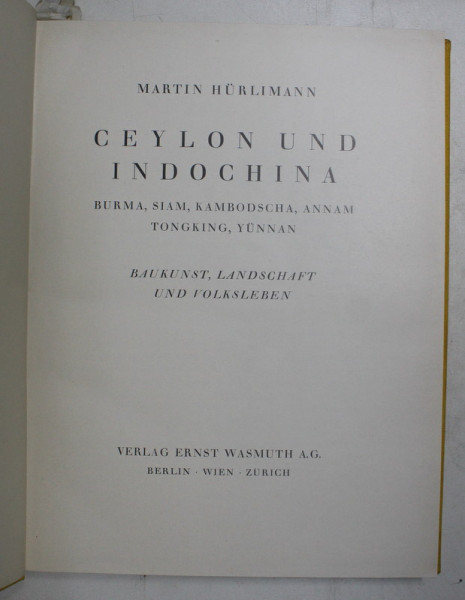 MARTIN HÜRLIMANN
CEYLON UND
INDOCHINA
BURMA, SIAM, KAMBODSCHA, ANNAM
TONGKING, YÜNNAN
BAUKUNST, LANDSCHAFT
UND VOLKSLEBEN
VERLAG ERNST WASMUTH A.G.
BERLIN · WIEN · ZÜRICH